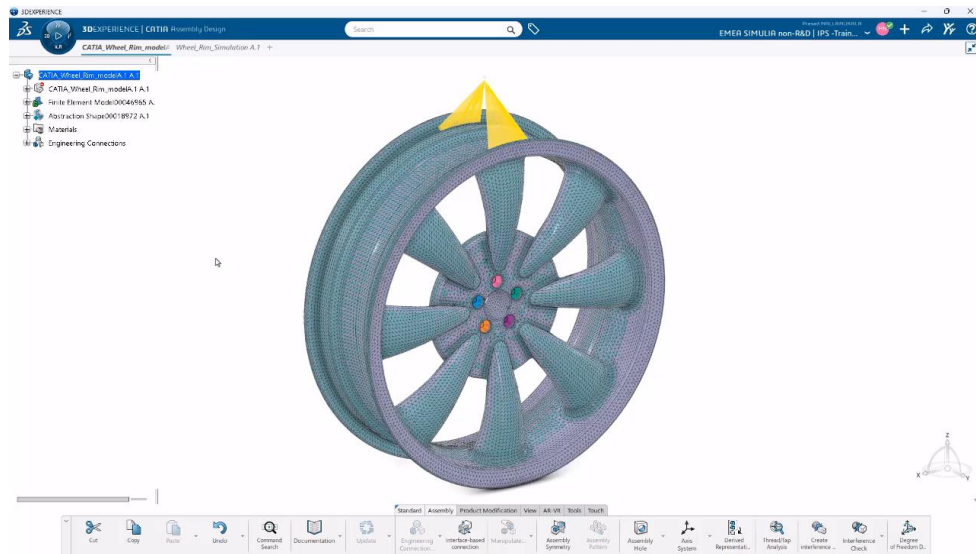 3DEXPERIENCE
3DEXPERIENCE | CATIA Assembly Design
Search
EMEA SIMULIA non-R&D | IPS -Train...
V.R
CATIA_Wheel_Rim_modelA
Wheel_Rim_Simulation A.1
CATIA_Wheel_Rim_modelA.1 A.1
CATIA_Wheel_Rim_modelA.1 A.1
Finite Element Model00046965 A.
Abstraction Shape00018972 A.1
Materials
Engineering Connections
z
x
y
Standard Assembly Product Modification View AR-VR Tools Touch
Cut
Copy
Paste
Undo
Command Search
Documentation
Update
Engineering Connection...
Interface-based connection
Manipulate...
Assembly Symmetry
Assembly Pattern
Assembly Hole
Axis System
Derived Representati...
Thread/Tap Analysis
Create interference ...
Interference Check
Degree of Freedom D...